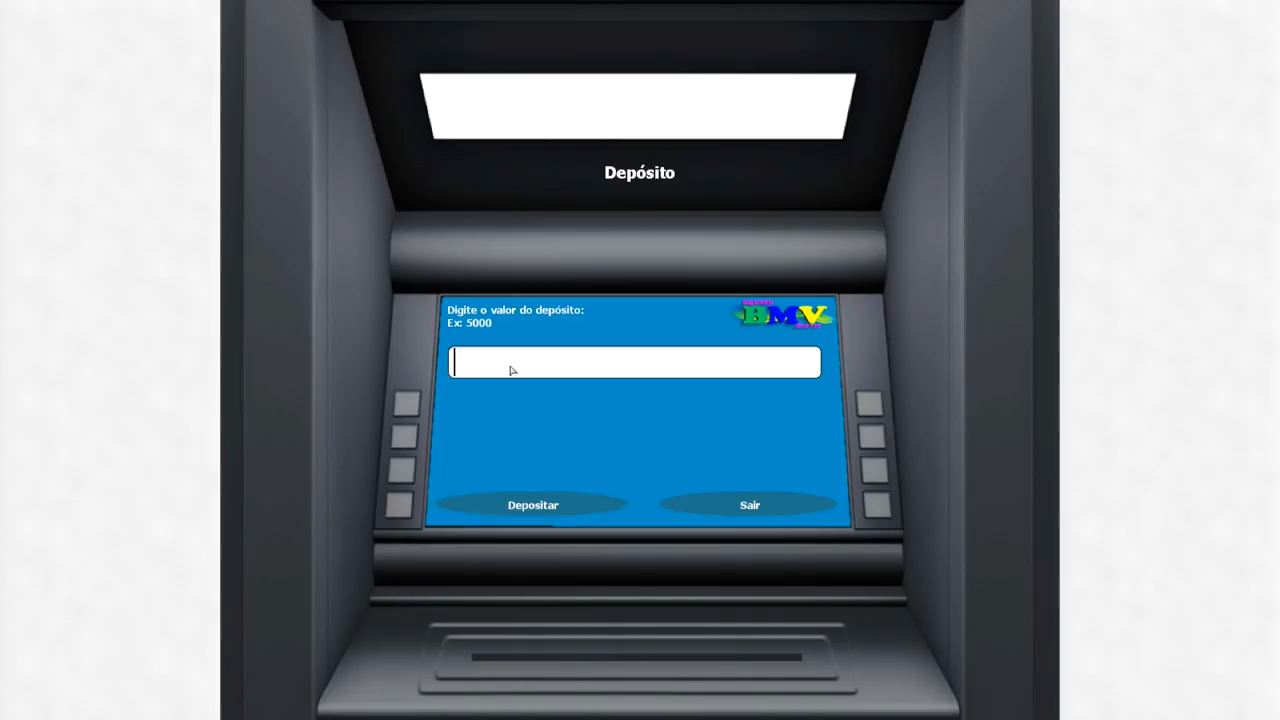 Depósito
Digite o valor do depósito:
Ex: 5000
BMV
Depositar
Sair